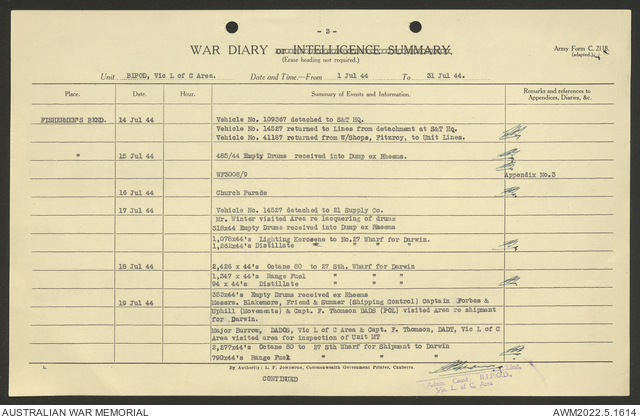 - 3 -
WAR DIARY or INTELLIGENCE SUMMARY.
(Erase heading not required.)
Army Form C. 2118.
(adapted.)
Unit BIPOD, Vic L of C Area. Date and Time.—From 1 Jul 44 To 31 Jul 44.
Place. Date. Hour. Summary of Events and Information. Remarks and references to Appendices, Diaries, &c.
FISHERMEN'S BEND. 14 Jul 44 Vehicle No. 109367 detached to S&T HQ.
Vehicle No. 14527 returned to Lines from detachment at S&T Hq.
Vehicle No. 41187 returned from W/Shops, Fitzroy, to Unit Lines.
" 15 Jul 44 485/44 Empty Drums received into Dump ex Rheems.
WF3008/9 Appendix No.3
16 Jul 44 Church Parade
17 Jul 44 Vehicle No. 14527 detached to 21 Supply Co.
Mr. Winter visited Area re lacquering of drums
318x44 Empty Drums received into Dump ex Rheems
1,078x44's Lighting Kerosene to No.27 Wharf for Darwin.
1,262x44's Distillate " " " "
18 Jul 44 2,426 x 44's Octane 80 to 27 Sth. Wharf for Darwin
1,347 x 44's Range Fuel " " "
94 x 44's Distillate " " "
353x44's Empty Drums received ex Rheems
19 Jul 44 Messrs. Blakemore, Friend & Sumner (Shipping Control) Captain Forbes &
Uphill (Movements) & Capt. F. Thomson DADS (POL) visited Area re shipment
for Darwin.
Major Burrow, DADOS, Vic L of C Area & Capt. F. Thomson, DADT, Vic L of C
Area visited area for inspection of Unit MT
2,277x44's Octane 80 to 27 Sth Wharf for Shipment to Darwin
790x44's Range Fuel " " " "
L. By Authority: L. F. Johnston, Commonwealth Government Printer, Canberra.
CONTINUED
Lieut,
Admin Comd B.I.P.O.D.
Vic L. of C. Area
AUSTRALIAN WAR MEMORIAL
AWM2022.5.1614